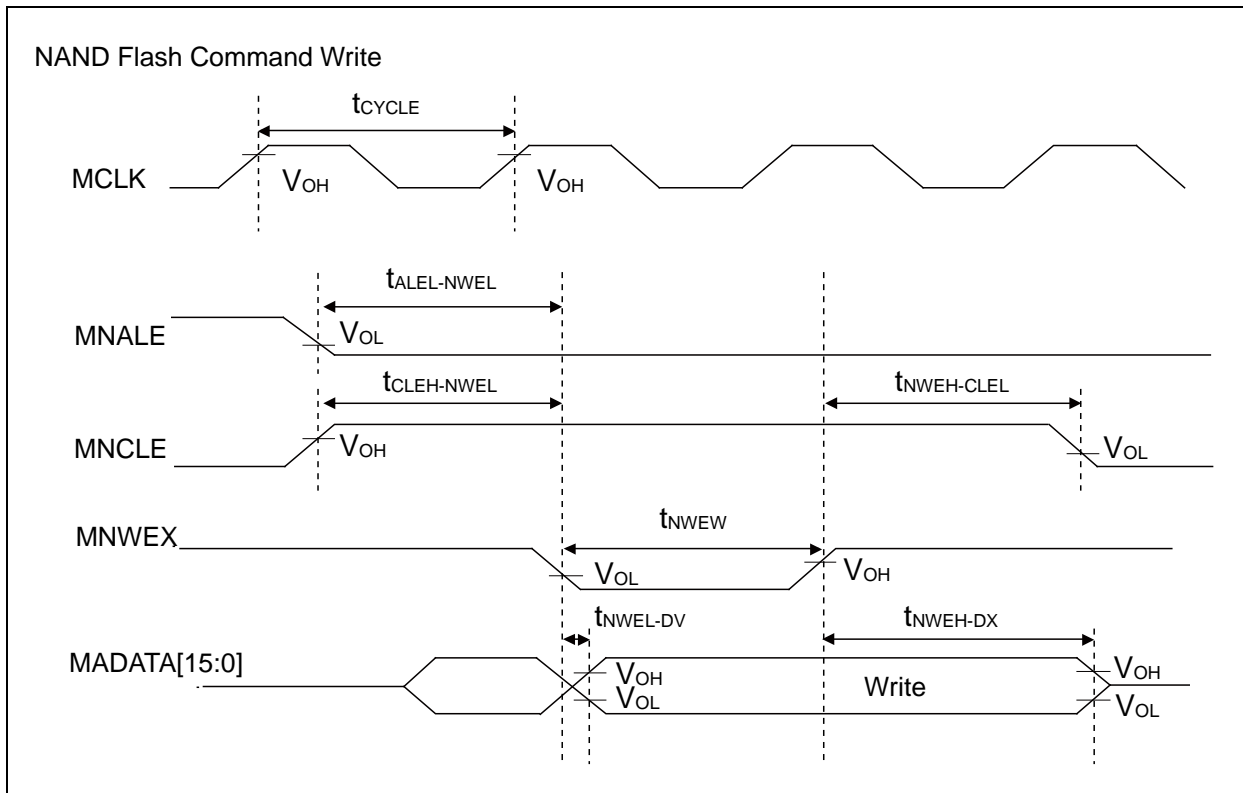 NAND Flash Command Write
tCYCLE
MCLK
VOH
VOH
tALEL-NWEL
MNALE
VOL
tCLEH-NWEL
tNWEH-CLEL
MNCLE
VOH
VOL
tNWEW
MNWEX
VOL
VOH
tNWEL-DV
tNWEH-DX
MADATA[15:0]
VOH
VOL
Write
VOH
VOL